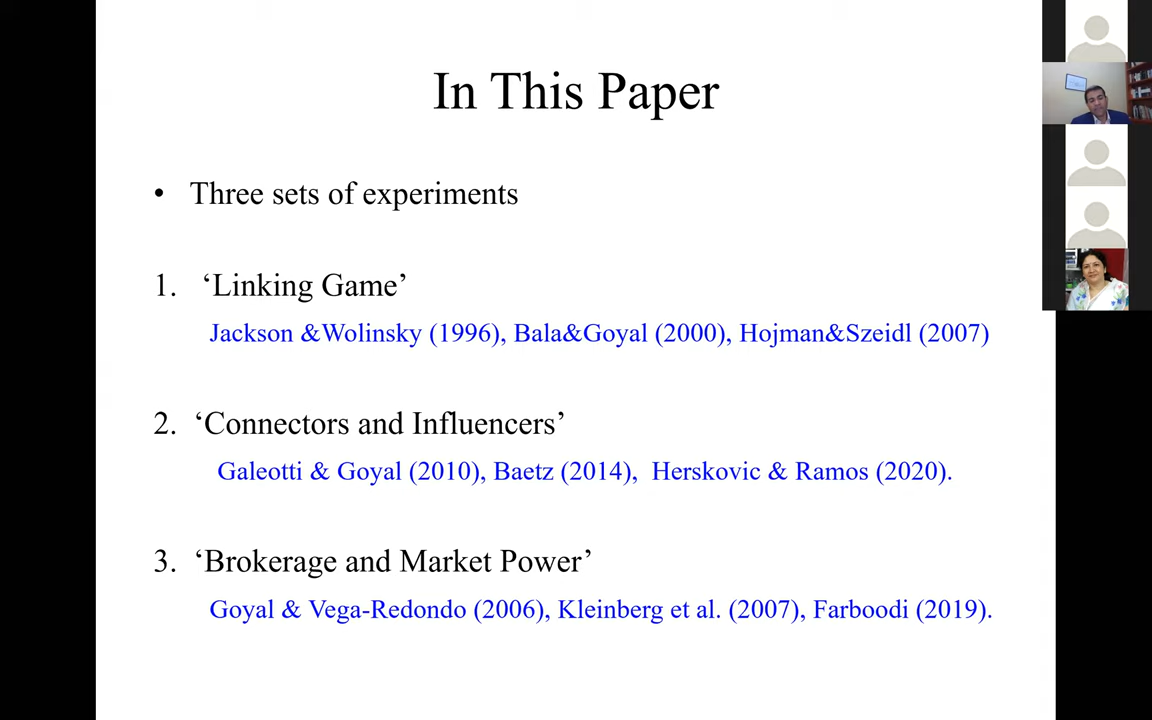 In This Paper
• Three sets of experiments
1. ‘Linking Game’
Jackson &Wolinsky (1996), Bala&Goyal (2000), Hojman&Szeidl (2007)
2. ‘Connectors and Influencers’
Galeotti & Goyal (2010), Baetz (2014), Herskovic & Ramos (2020).
3. ‘Brokerage and Market Power’
Goyal & Vega-Redondo (2006), Kleinberg et al. (2007), Farboodi (2019).